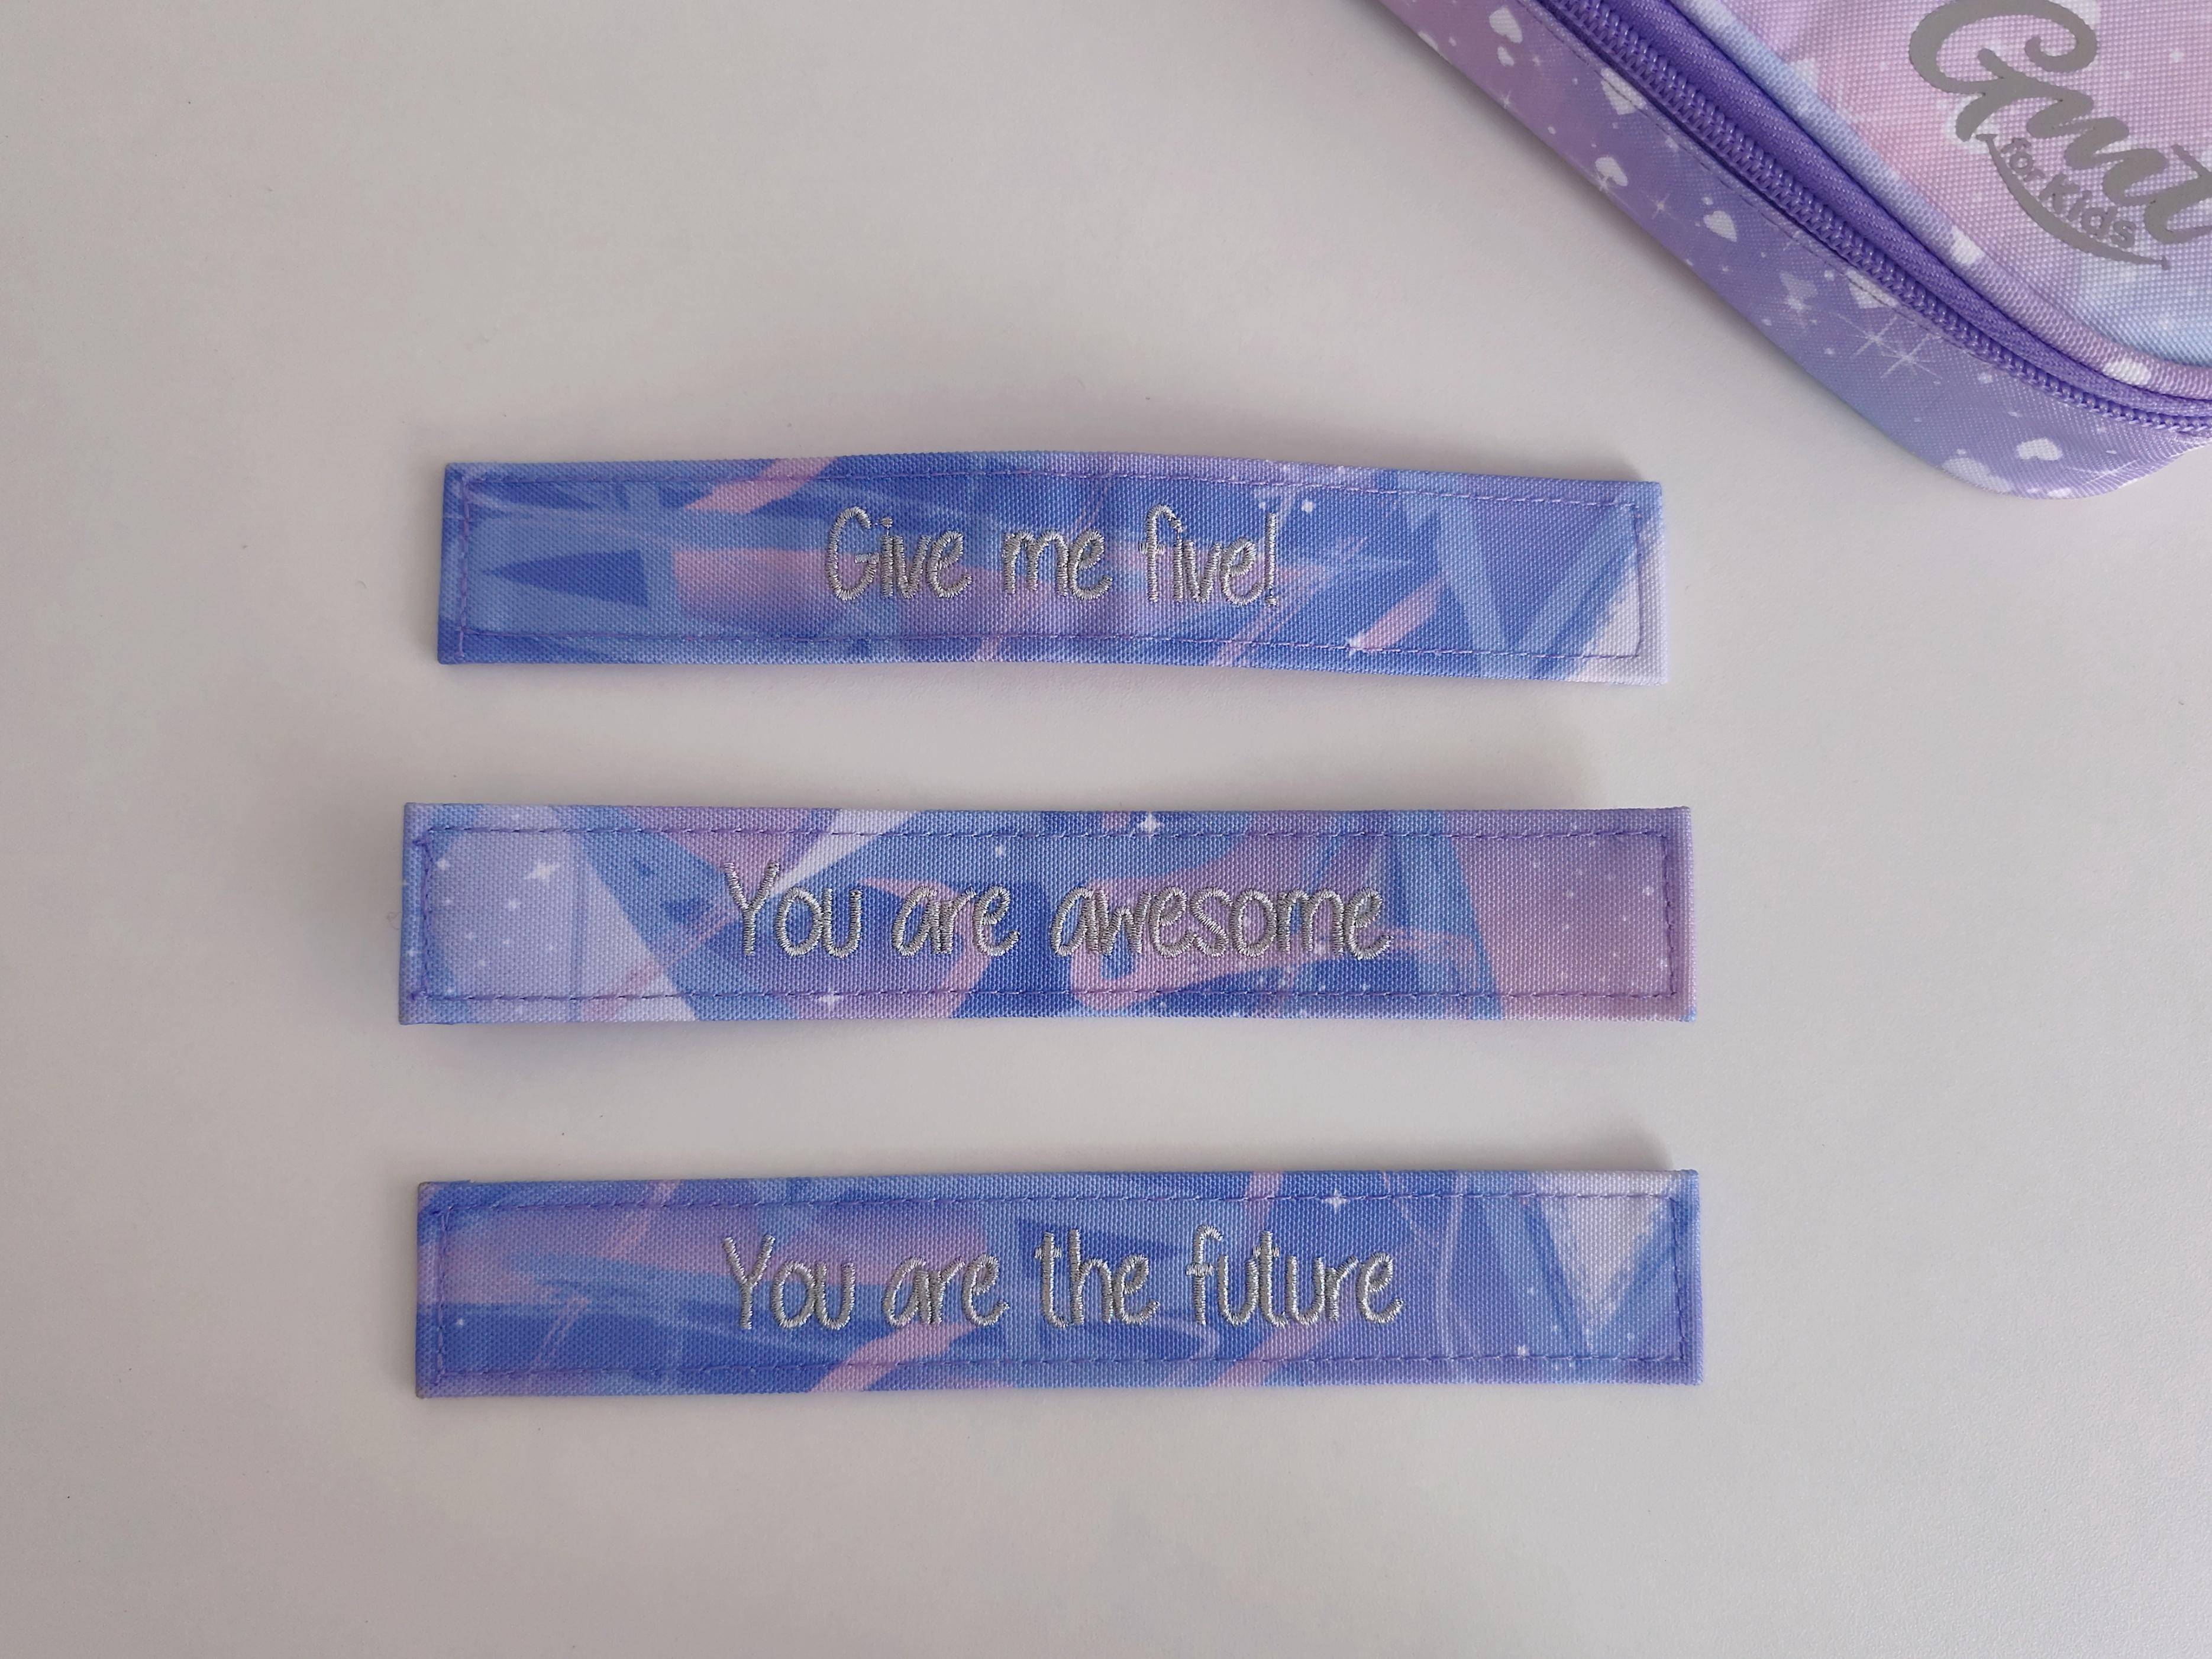 for Kids
Give me five!
You are awesome
You are the future